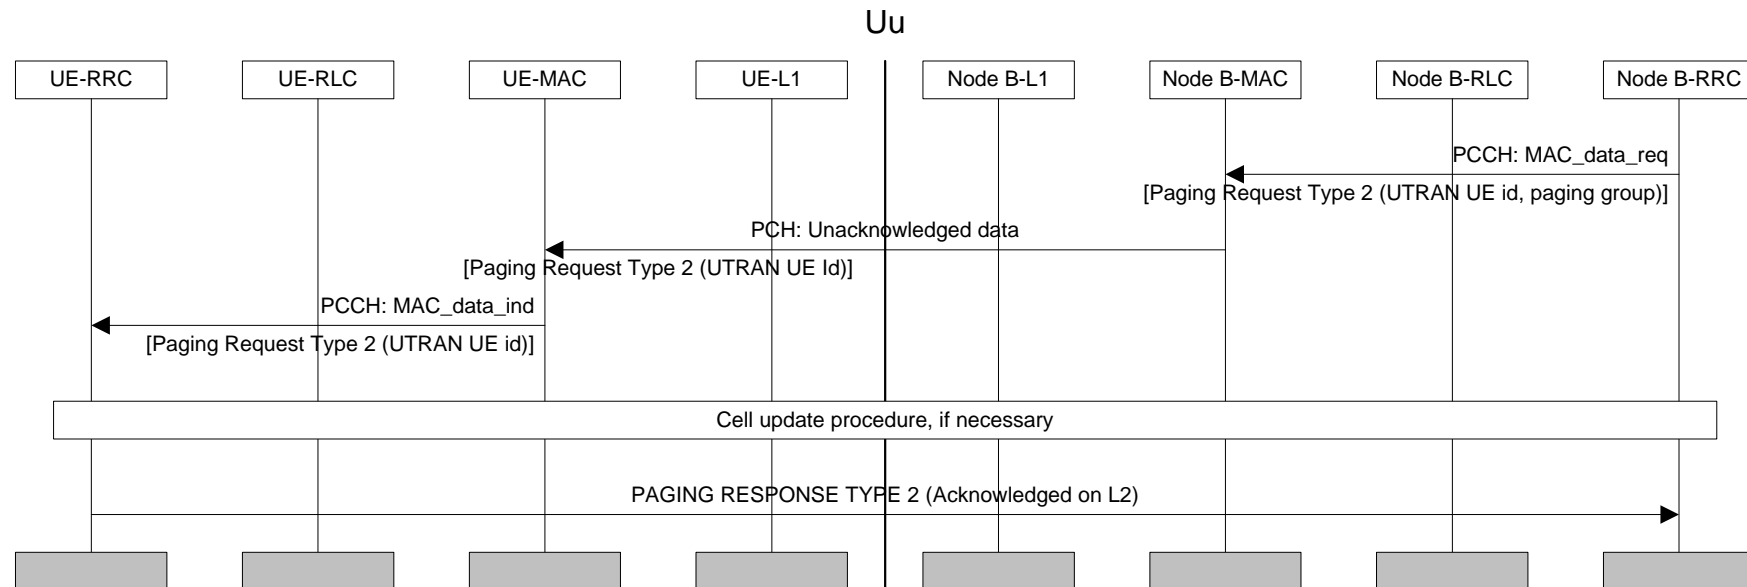 Uu
UE-RRC
UE-RLC
UE-MAC
UE-L1
Node B-L1
Node B-MAC
Node B-RLC
Node B-RRC
PCCH: MAC_data_req
[Paging Request Type 2 (UTRAN UE id, paging group)]
PCH: Unacknowledged data
[Paging Request Type 2 (UTRAN UE Id)]
PCCH: MAC_data_ind
[Paging Request Type 2 (UTRAN UE id)]
Cell update procedure, if necessary
PAGING RESPONSE TYPE 2 (Acknowledged on L2)